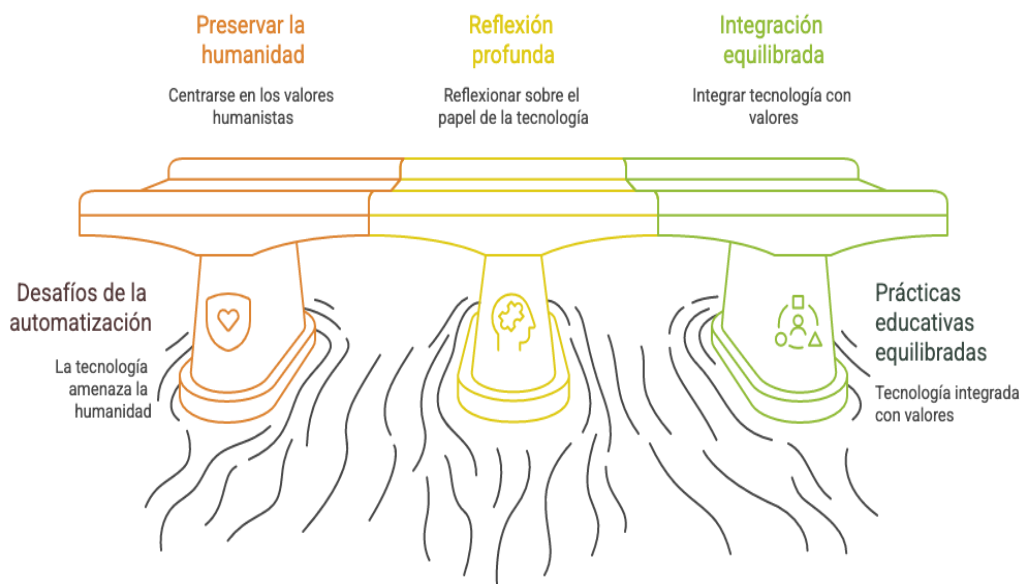 Preservar la
humanidad
Centrarse en los valores
humanistas
Reflexión
profunda
Reflexionar sobre el
papel de la tecnología
Integración
equilibrada
Integrar tecnología con
valores
Desafíos de la
automatización
La tecnología
amenaza la
humanidad
Prácticas
educativas
equilibradas
Tecnología integrada
con valores